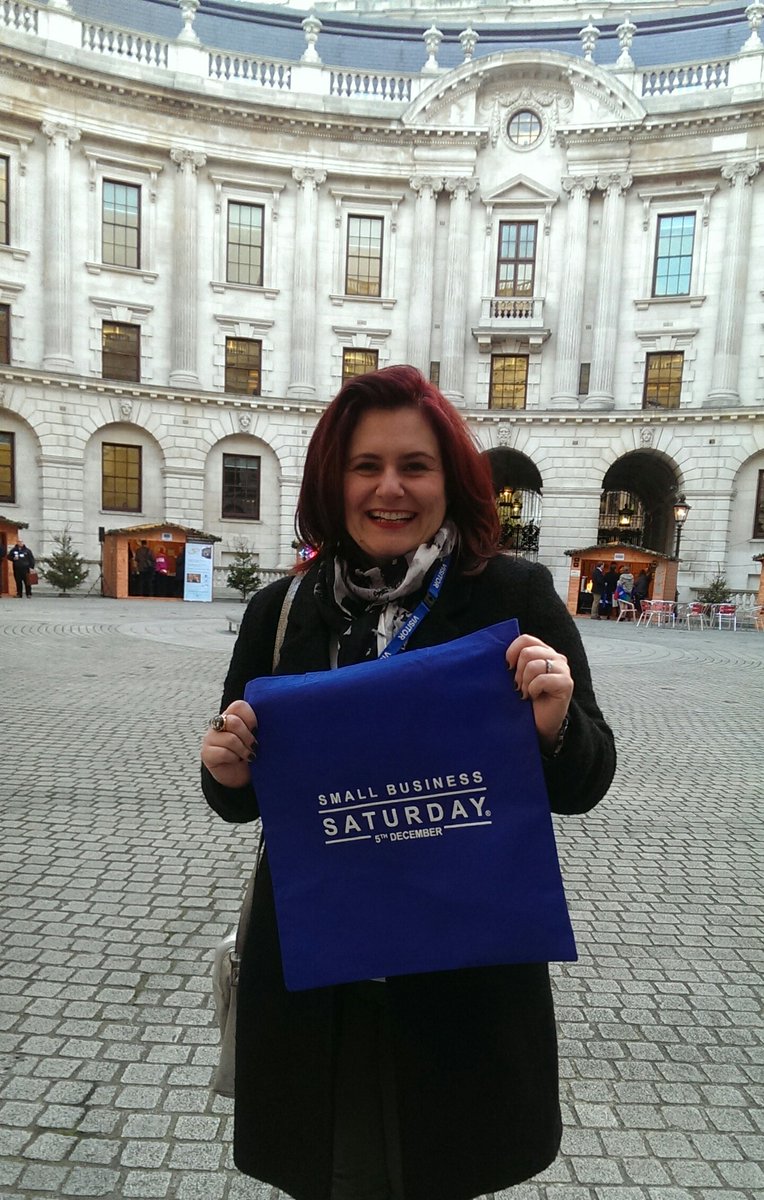 VISITOR
SMALL BUSINESS
SATURDAY®
5TH DECEMBER